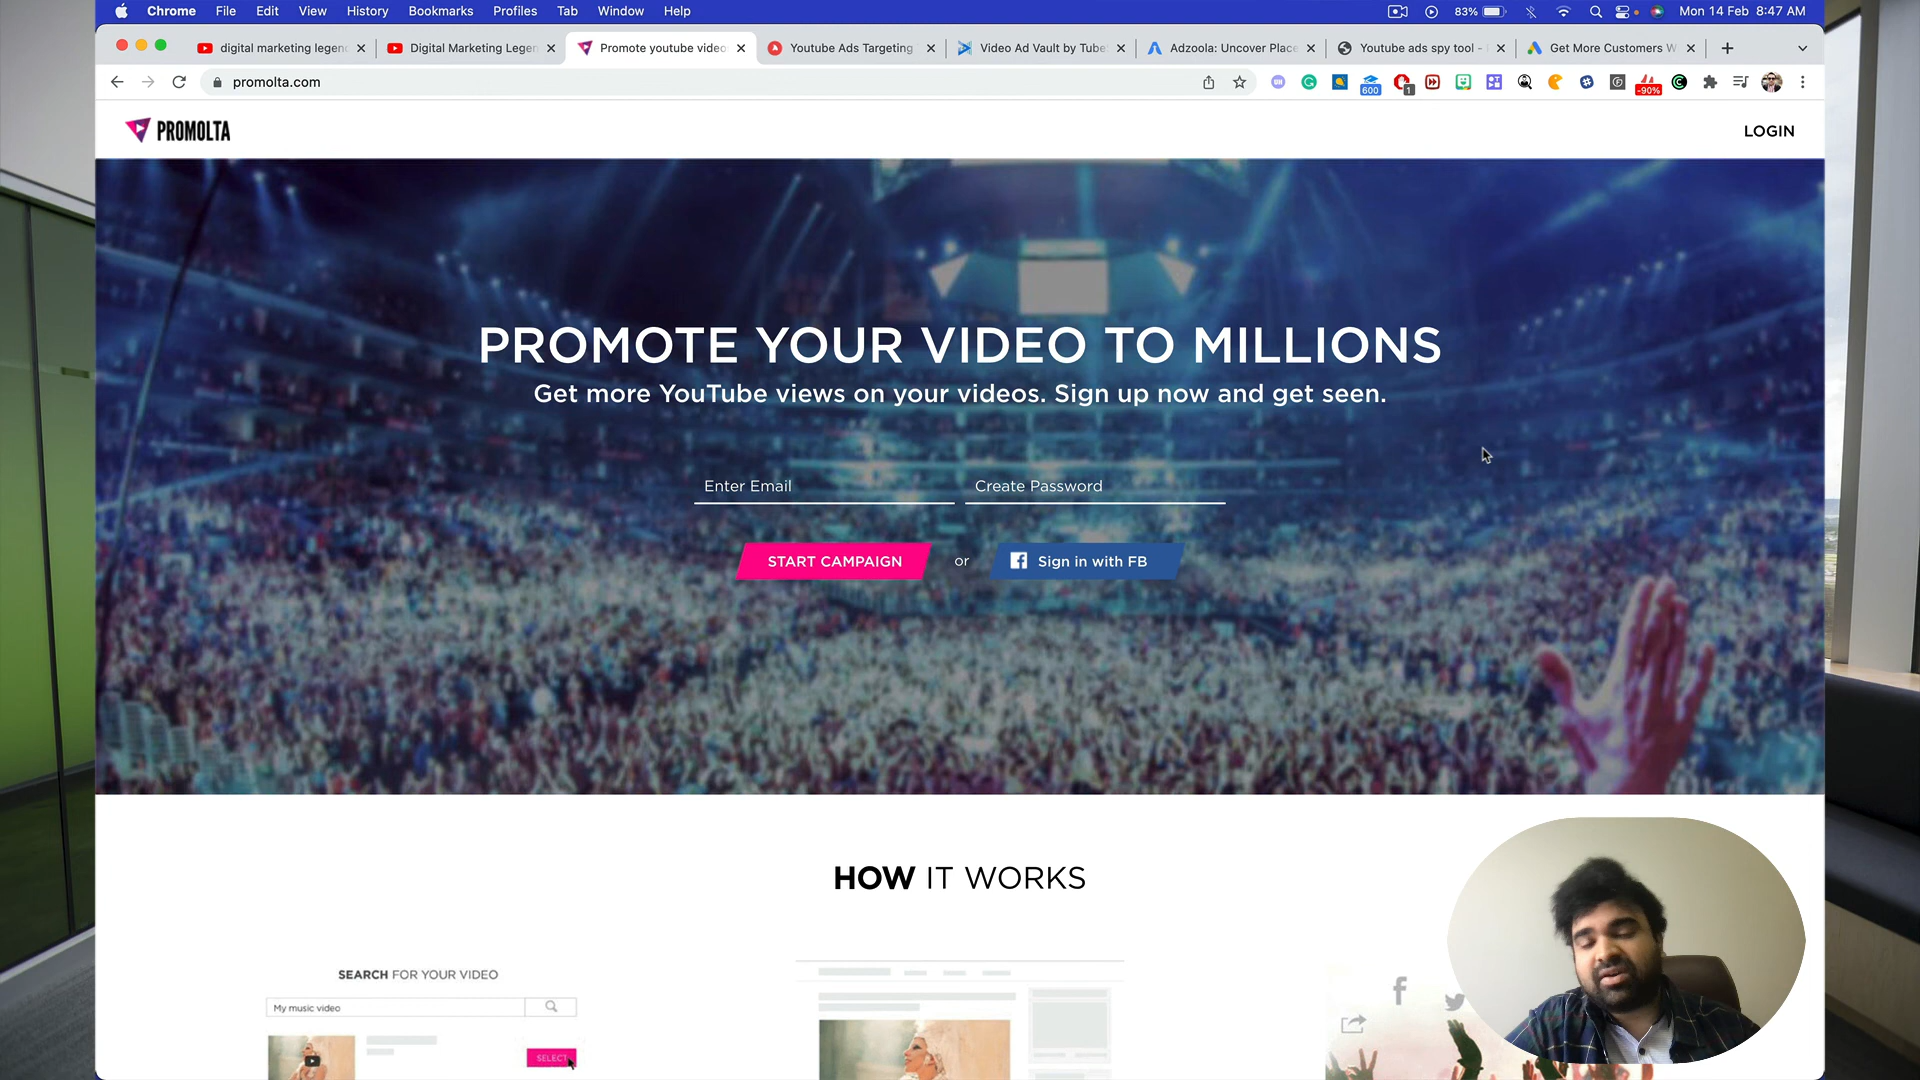 Chrome File Edit View History Bookmarks Profiles Tab Window Help 83% Mon 14 Feb 8:47 AM
digital marketing legend Digital Marketing Legen Promote youtube video Youtube Ads Targeting Video Ad Vault by Tube Adzoola: Uncover Place Youtube ads spy tool - Get More Customers W
promolta.com 600 1 -90%
PROMOLTA LOGIN
PROMOTE YOUR VIDEO TO MILLIONS
Get more YouTube views on your videos. Sign up now and get seen.
Enter Email Create Password
START CAMPAIGN or Sign in with FB
HOW IT WORKS
SEARCH FOR YOUR VIDEO
My music video
SELECT